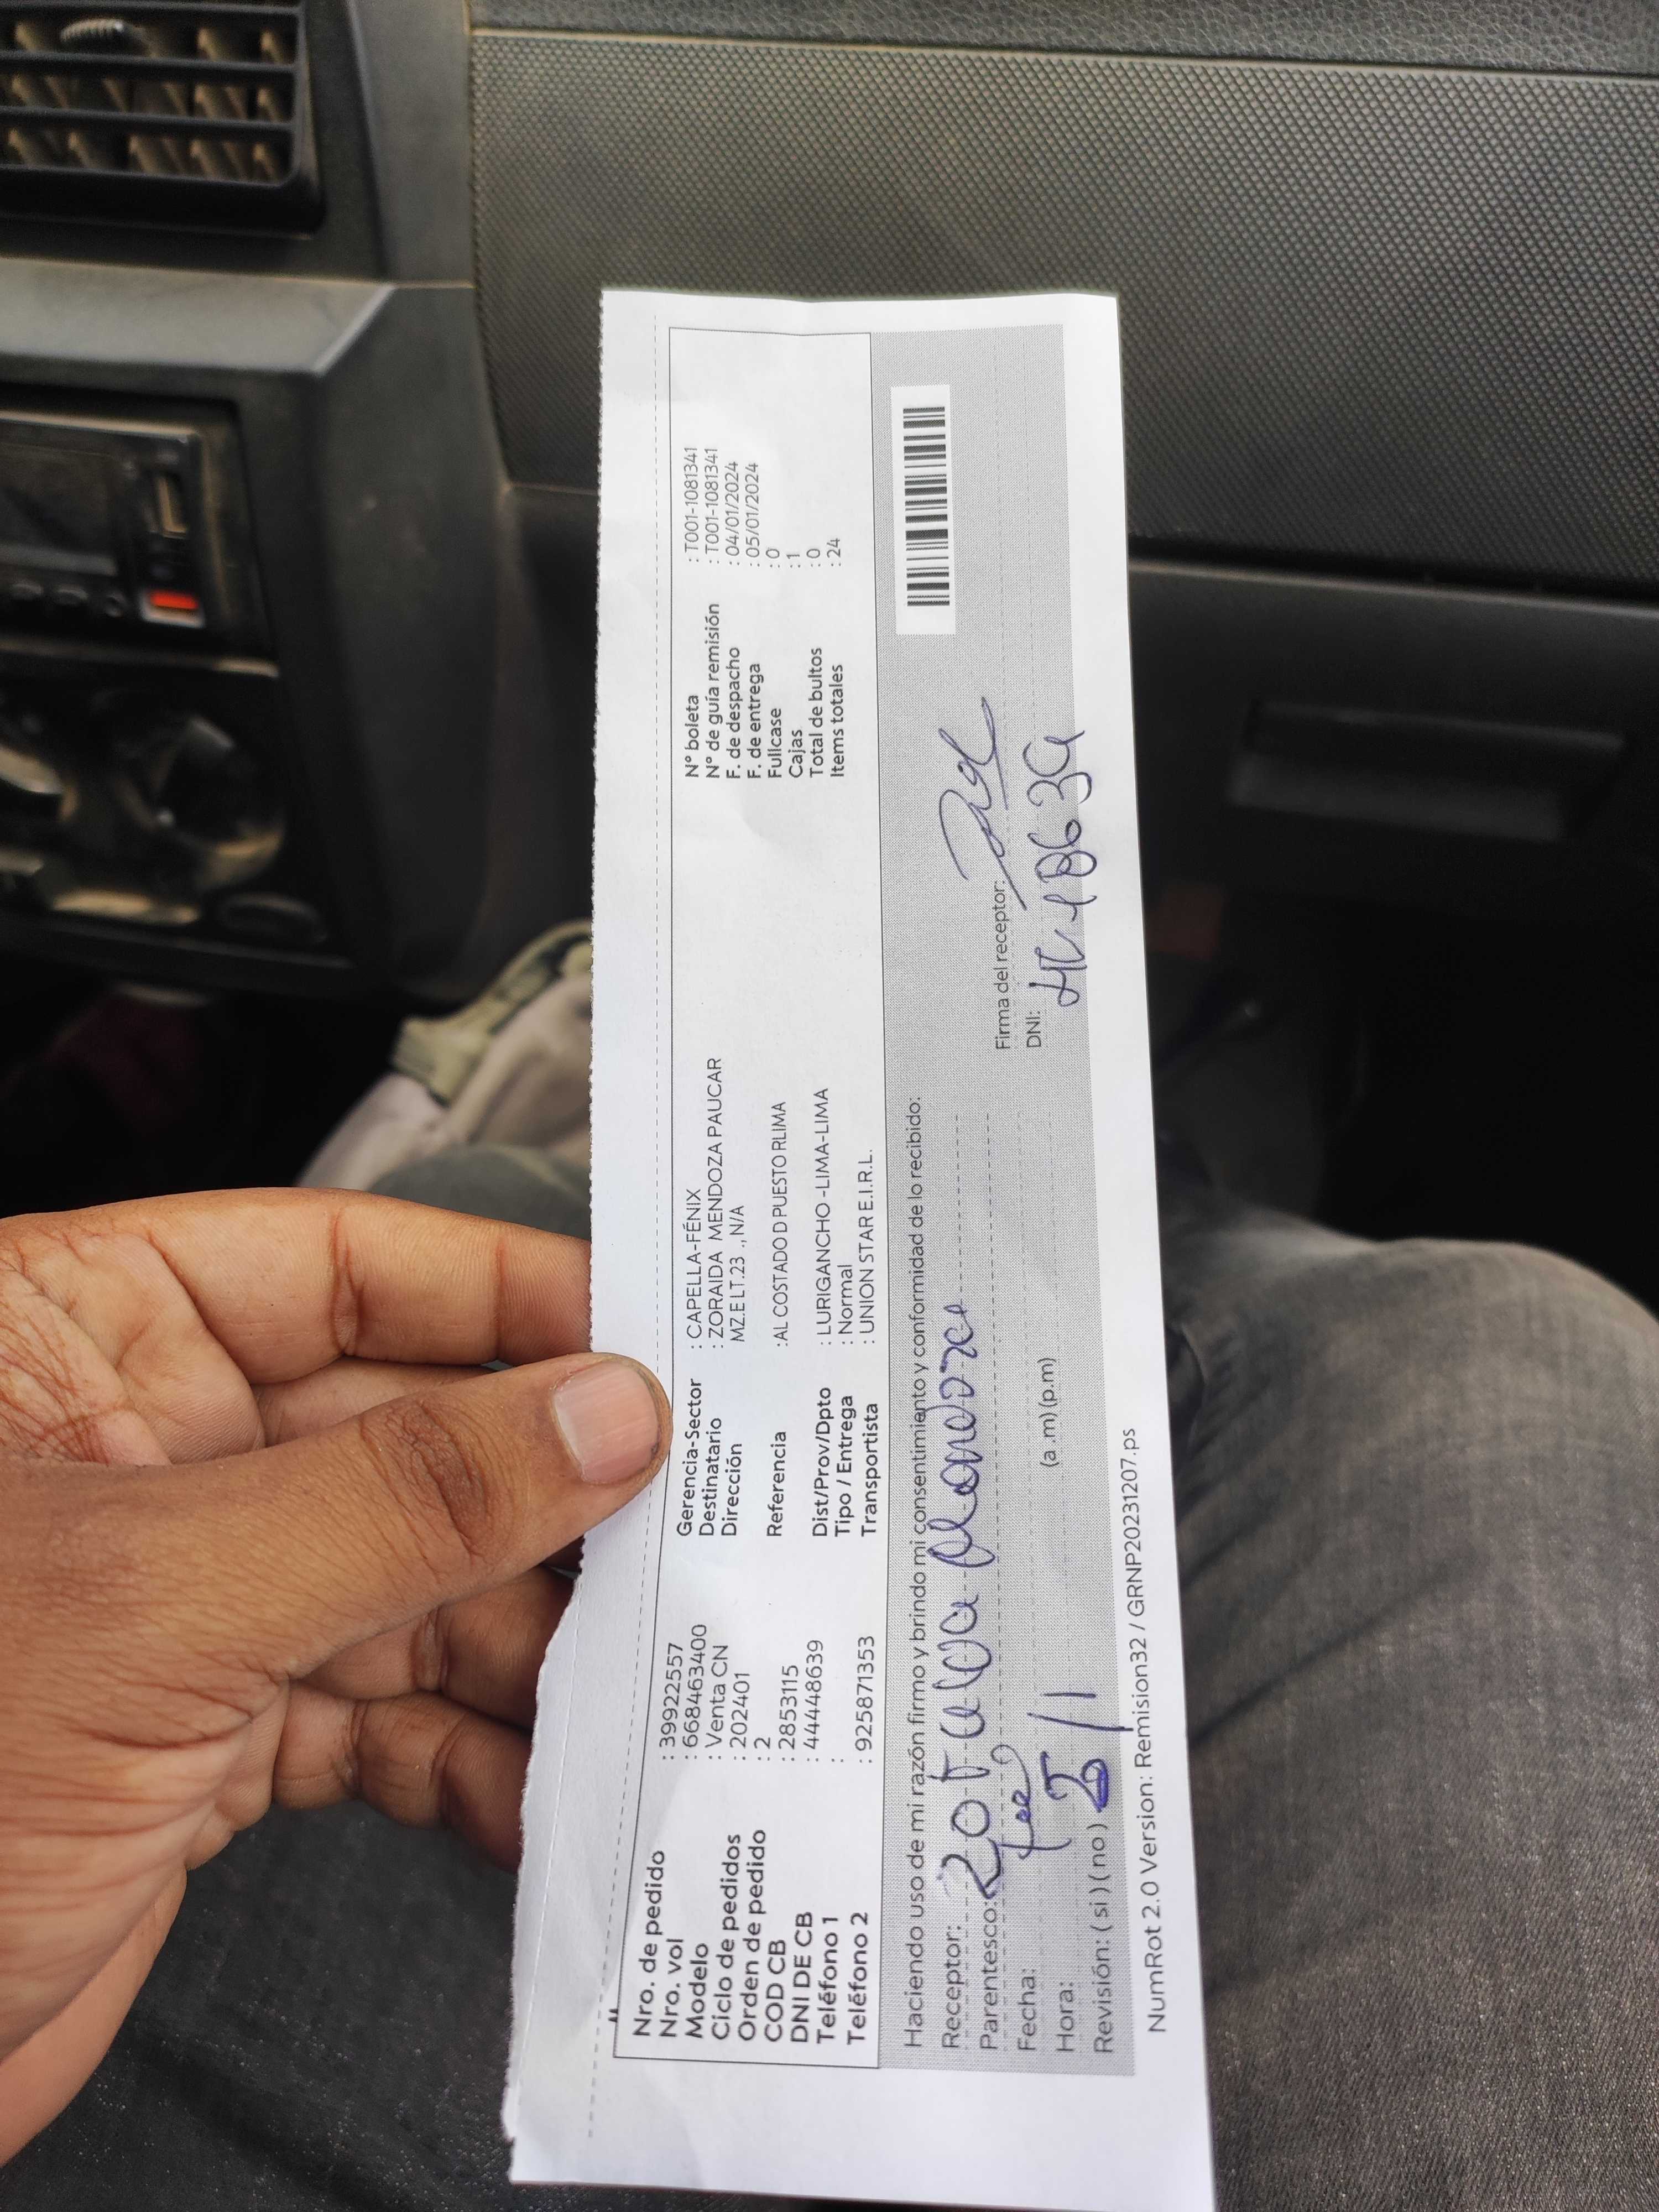 Nro. de pedido : 39922557
Nro. vol : 668463400
Modelo : Venta CN
Ciclo de pedidos : 202401
Orden de pedido : 2
COD CB : 2853115
DNI DE CB : 44448639
Teléfono 1 :
Teléfono 2 : 925871353
Gerencia-Sector : CAPELLA-FÉNIX
Destinatario : ZORAIDA MENDOZA PAUCAR
Dirección MZ.E LT.23 ., N/A
Referencia :AL COSTADO D PUESTO RLIMA
Dist/Prov/Dpto : LURIGANCHO -LIMA-LIMA
Tipo / Entrega : Normal
Transportista : UNION STAR E.I.R.L.
N° boleta : T001-1081341
N° de guía remisión : T001-1081341
F. de despacho : 04/01/2024
F. de entrega : 05/01/2024
Fullcase : 0
Cajas : 1
Total de bultos : 0
Items totales : 24
Haciendo uso de mi razón firmo y brindo mi consentimiento y conformidad de lo recibido:
Receptor:
Parentesco:
Fecha:
Hora: (a .m) (p.m)
Revisión: ( si ) ( no )
Firma del receptor:
DNI:
NumRot 2.0 Version: Remision32 / GRNP20231207.ps